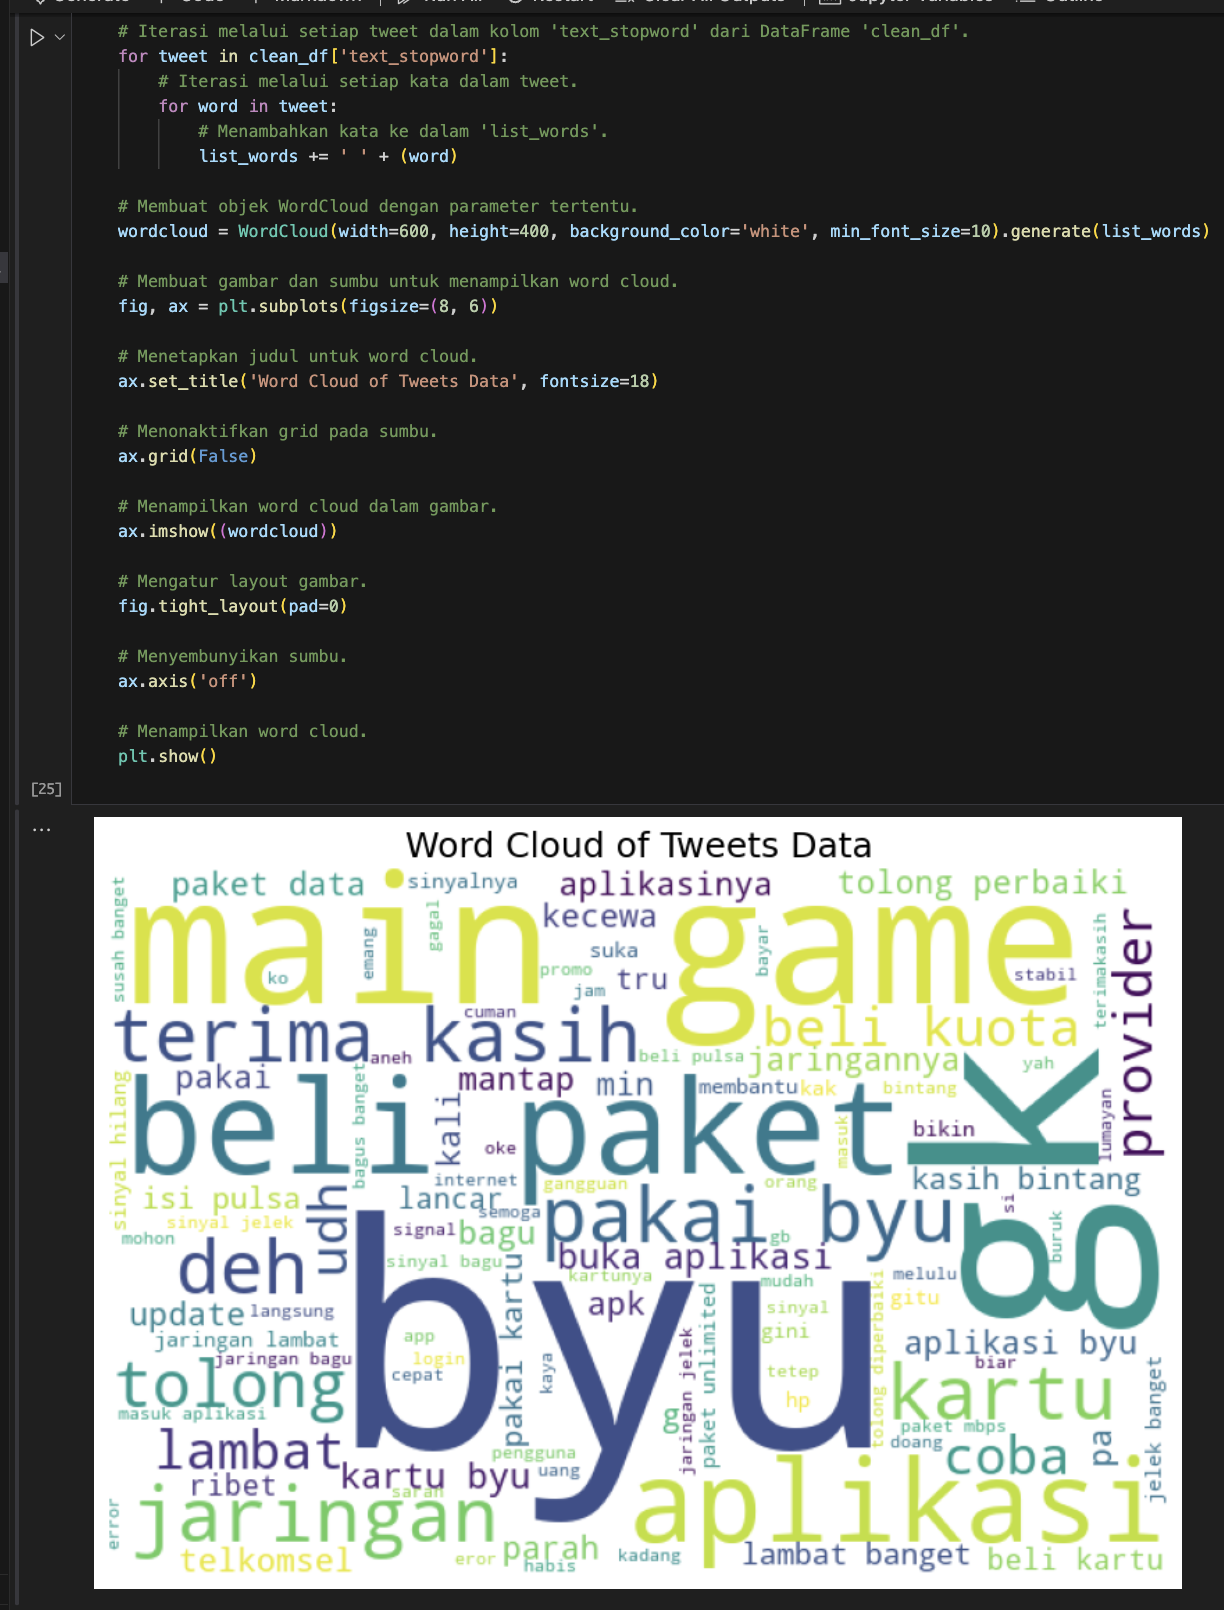 # Iterasi melalui setiap tweet dalam kolom 'text_stopword' dari DataFrame 'clean_df'.
for tweet in clean_df['text_stopword']:
# Iterasi melalui setiap kata dalam tweet.
for word in tweet:
# Menambahkan kata ke dalam 'list_words'.
list_words += ' ' + (word)
# Membuat objek WordCloud dengan parameter tertentu.
wordcloud = WordCloud(width=600, height=400, background_color='white', min_font_size=10).generate(list_words)
# Membuat gambar dan sumbu untuk menampilkan word cloud.
fig, ax = plt.subplots(figsize=(8, 6))
# Menetapkan judul untuk word cloud.
ax.set_title('Word Cloud of Tweets Data', fontsize=18)
# Menonaktifkan grid pada sumbu.
ax.grid(False)
# Menampilkan word cloud dalam gambar.
ax.imshow((wordcloud))
# Mengatur layout gambar.
fig.tight_layout(pad=0)
# Menyembunyikan sumbu.
ax.axis('off')
# Menampilkan word cloud.
plt.show()
[25]
...
Word Cloud of Tweets Data
paket data
sinyalnya
aplikasinya
tolong perbaiki
susah banget
main game
kecewa
gagal
emang
suka
bayar
ko
promo
tru
stabil
jam
terimakasih
provider
cuman
terima kasih
beli kuota
aneh
beli pulsa
jaringannya
yah
k
pakai
mantap
min
membantu
kak
bintang
sinyal hilang
beli paket
bagus banget
kali
oke
masuk
bikin
lumayan
internet
gangguan
orang
kasih bintang
isi pulsa
udh
lancar
semoga
pakai byu
si
g
sinyal jelek
signal
bagu
gb
buruk
mohon
deh
sinyal bagu
buka aplikasi
kartunya
mudah
melulu
update
langsung
byu
pakai kartu
apk
paket unlimited
sinyal
tolong diperbaiki
gitu
jaringan lambat
app
gini
aplikasi byu
jaringan bagu
login
biar
tolong
cepat
kaya
jaringan jelek
tetep
kartu
jelek banget
masuk aplikasi
g
hp
paket mbps
lambat
pengguna
doang
coba
pa
ribet
kartu byu
uang
aplikasi
saran
error
jaringan
telkomsel
eror
parah
habis
kadang
lambat banget
beli kartu